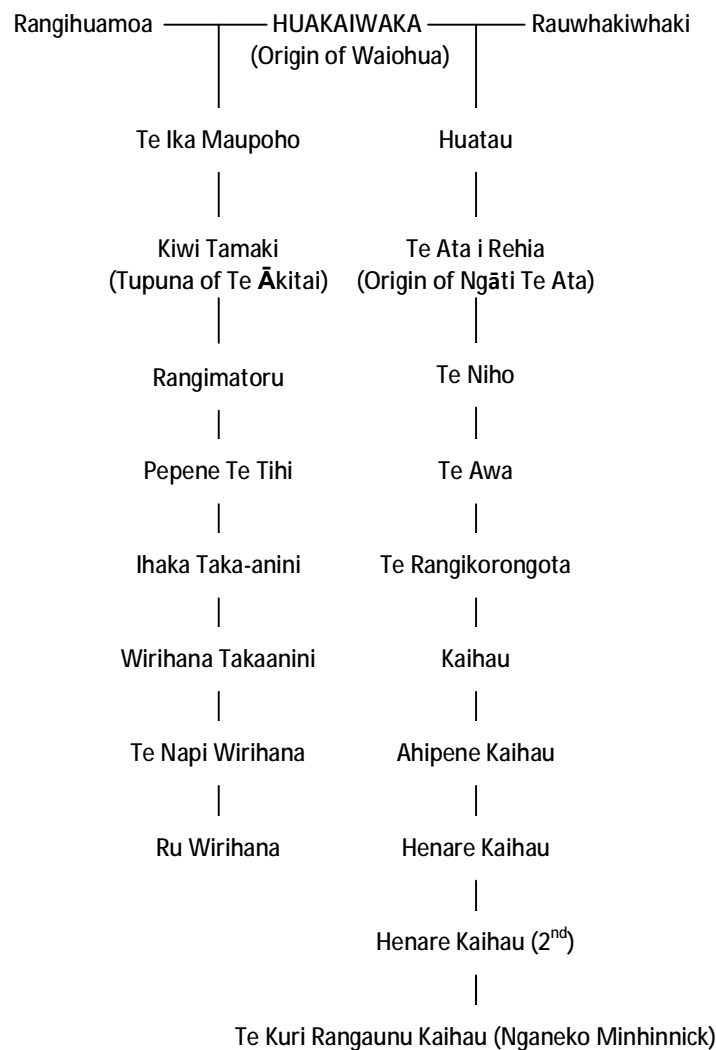 Rangihuamoa HUAKAIWAKA Rauwhakiwhaki
(Origin of Waiohua)
Te Ika Maupoho Huatau
Kiwi Tamaki Te Ata i Rehia
(Tupuna of Te Ākitai) (Origin of Ngāti Te Ata)
Rangimatoru Te Niho
Pepene Te Tihi Te Awa
Ihaka Taka-anini Te Rangikorongota
Wirihana Takaanini Kaihau
Te Napi Wirihana Ahipene Kaihau
Ru Wirihana Henare Kaihau
Henare Kaihau (2nd)
Te Kuri Rangaunu Kaihau (Nganeko Minhinnick)